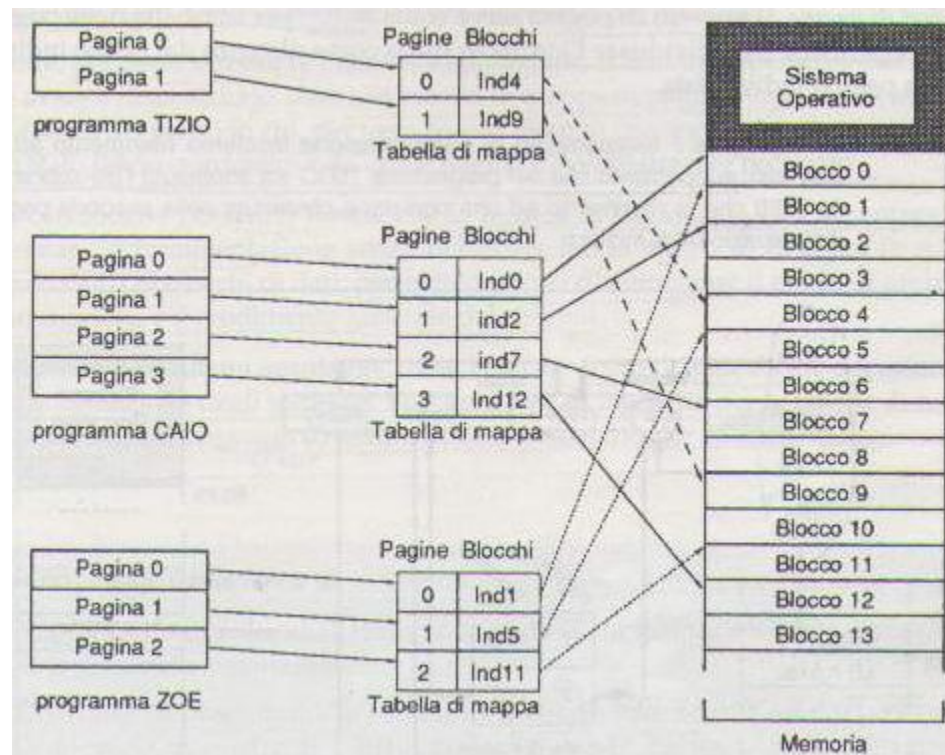 Pagina 0
Pagina 1
programma TIZIO
Pagine Blocchi
0 Ind4
1 Ind9
Tabella di mappa
Pagina 0
Pagina 1
Pagina 2
Pagina 3
programma CAIO
Pagine Blocchi
0 Ind0
1 Ind2
2 ind7
3 Ind12
Tabella di mappa
Pagina 0
Pagina 1
Pagina 2
programma ZOE
Pagine Blocchi
0 Ind1
1 Ind5
2 Ind11
Tabella di mappa
Sistema
Operativo
Blocco 0
Blocco 1
Blocco 2
Blocco 3
Blocco 4
Blocco 5
Blocco 6
Blocco 7
Blocco 8
Blocco 9
Blocco 10
Blocco 11
Blocco 12
Blocco 13
Memoria